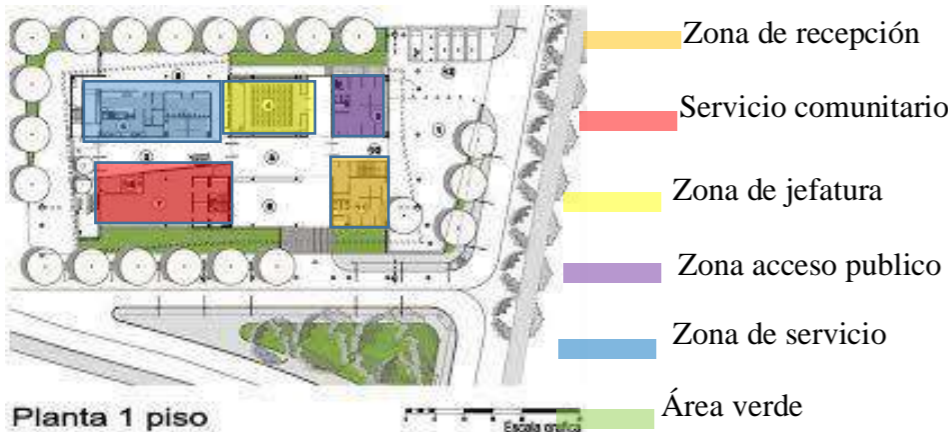 Zona de recepción
Servicio comunitario
Zona de jefatura
Zona acceso publico
Zona de servicio
Área verde
Planta 1 piso
Escala grafica